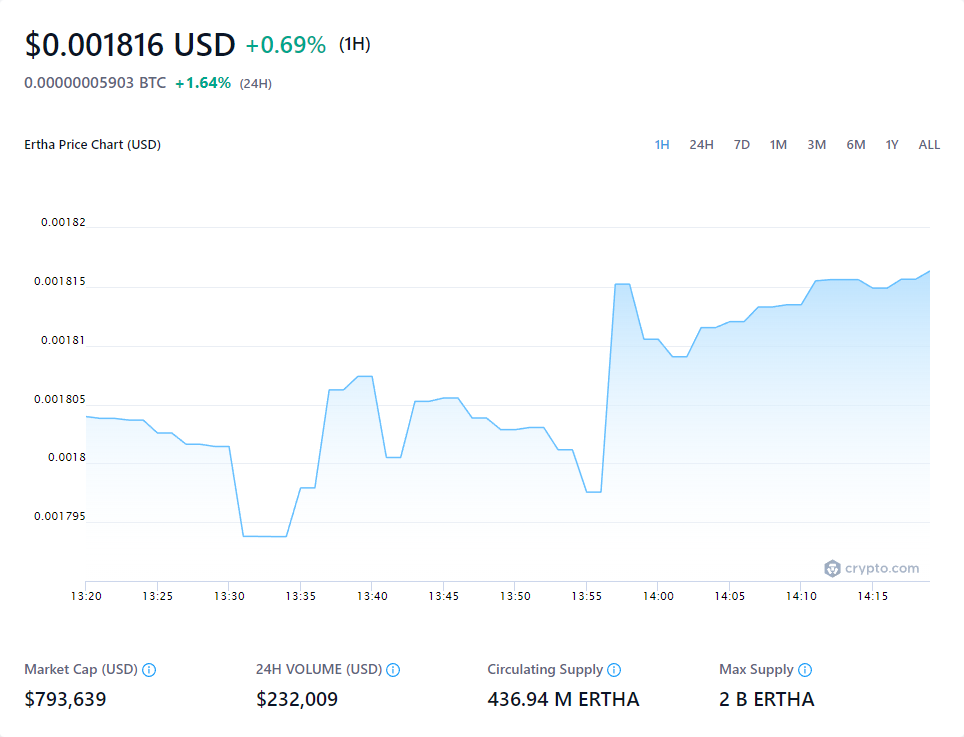 $0.001816 USD +0.69% (1H)
0.00000005903 BTC +1.64% (24H)
Ertha Price Chart (USD) 1H 24H 7D 1M 3M 6M 1Y ALL
0.00182
0.001815
0.00181
0.001805
0.0018
0.001795
crypto.com
13:20 13:25 13:30 13:35 13:40 13:45 13:50 13:55 14:00 14:05 14:10 14:15
Market Cap (USD) 24H VOLUME (USD) Circulating Supply Max Supply
$793,639 $232,009 436.94 M ERTHA 2 B ERTHA